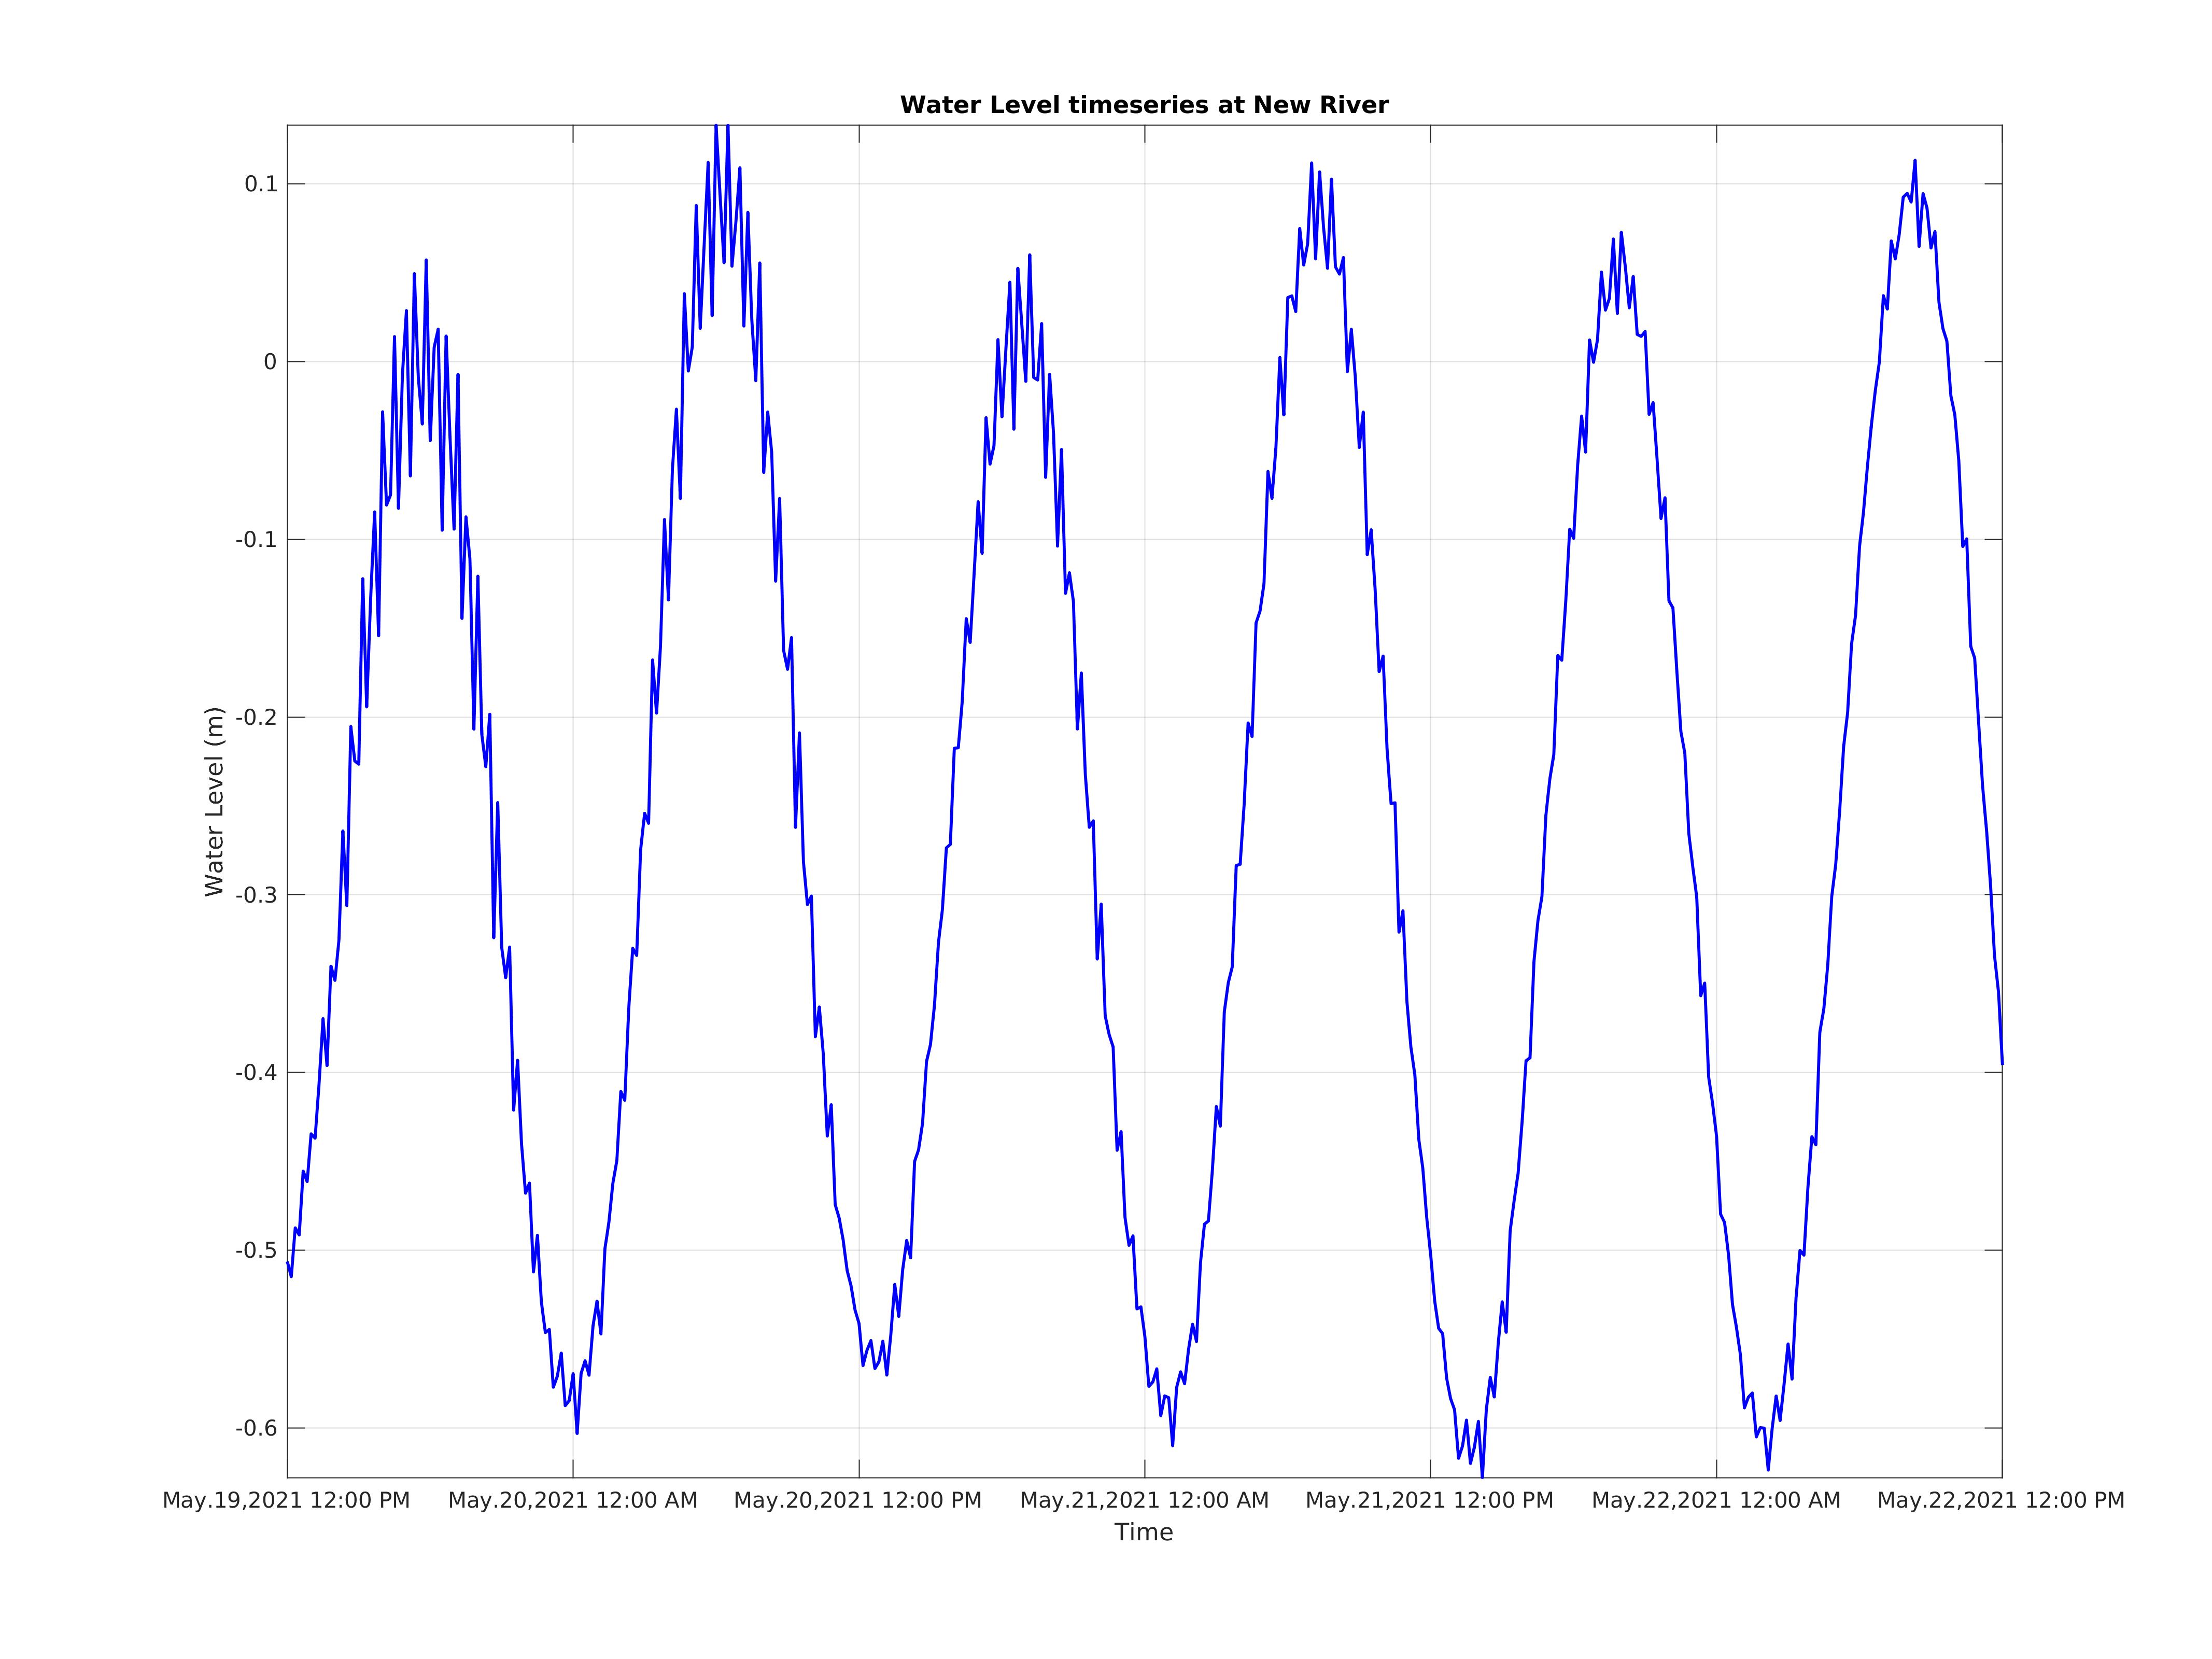 Water Level timeseries at New River
0.1
0
-0.1
-0.2
-0.3
-0.4
-0.5
-0.6
Water Level (m)
May.19,2021 12:00 PM May.20,2021 12:00 AM May.20,2021 12:00 PM May.21,2021 12:00 AM May.21,2021 12:00 PM May.22,2021 12:00 AM May.22,2021 12:00 PM
Time